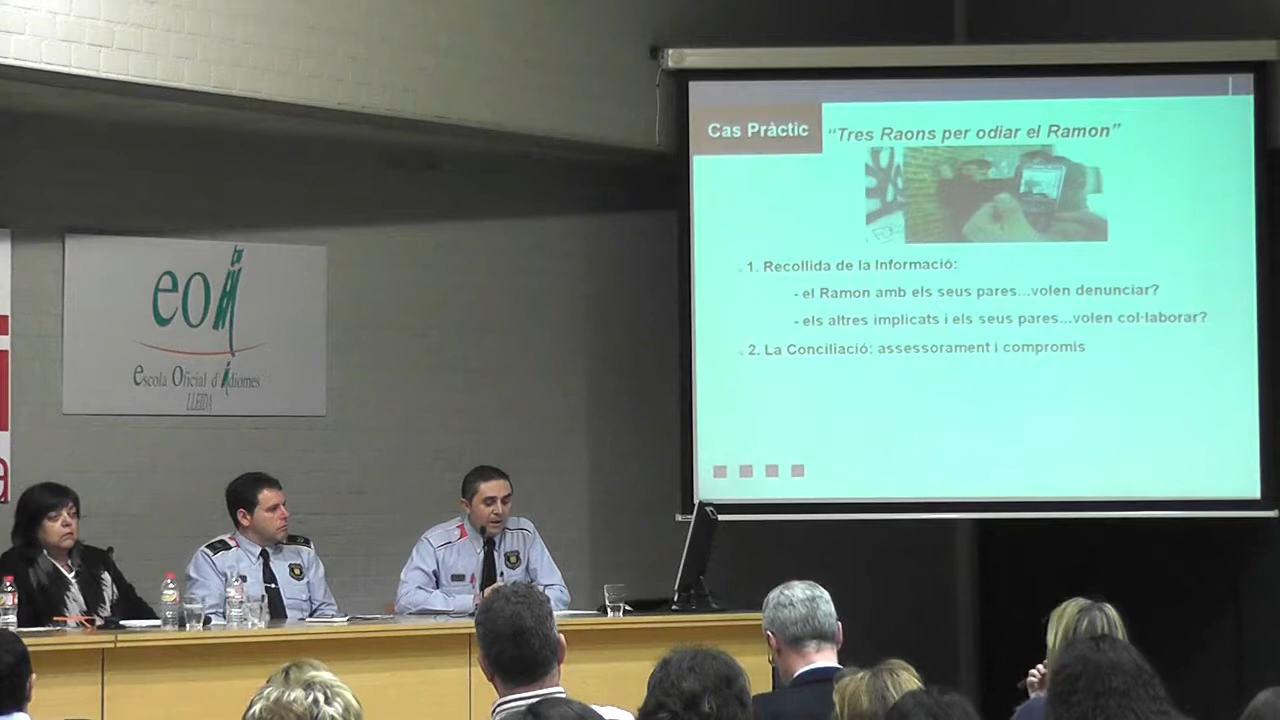 Cas Pràctic
“Tres Raons per odiar el Ramon”
1. Recollida de la Informació:
- el Ramon amb els seus pares...volen denunciar?
- els altres implicats i els seus pares...volen col·laborar?
2. La Conciliació: assessorament i compromis
eoi
escola Oficial d'idiomes
LLEIDA